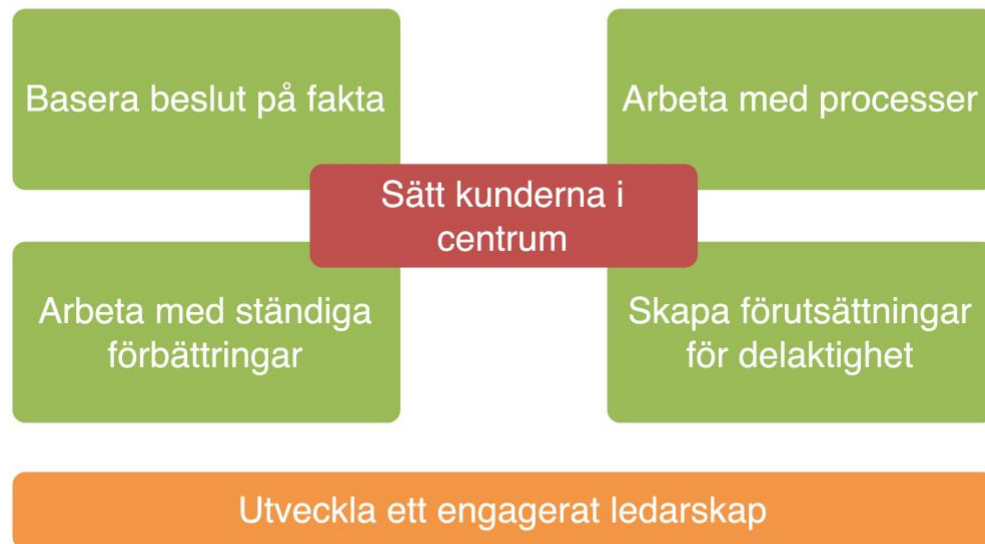 Basera beslut på fakta
Arbeta med processer
Sätt kunderna i
centrum
Arbeta med ständiga
förbättringar
Skapa förutsättningar
för delaktighet
Utveckla ett engagerat ledarskap